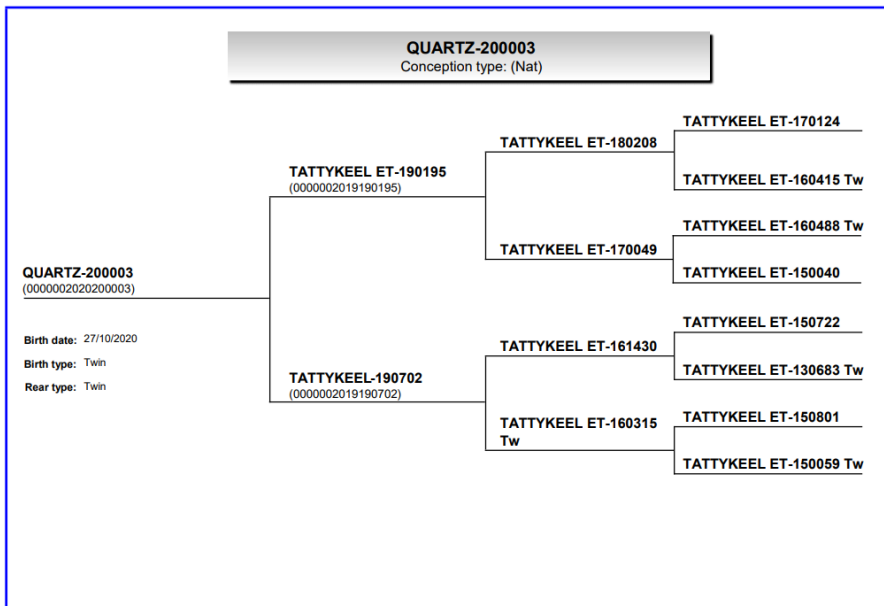 QUARTZ-200003
Conception type: (Nat)
TATTYKEEL ET-170124
TATTYKEEL ET-180208
TATTYKEEL ET-190195
(0000002019190195)
TATTYKEEL ET-160415 Tw
TATTYKEEL ET-160488 Tw
TATTYKEEL ET-170049
TATTYKEEL ET-150040
QUARTZ-200003
(0000002020200003)
Birth date: 27/10/2020
Birth type: Twin
Rear type: Twin
TATTYKEEL ET-150722
TATTYKEEL ET-161430
TATTYKEEL-190702
(0000002019190702)
TATTYKEEL ET-130683 Tw
TATTYKEEL ET-150801
TATTYKEEL ET-160315
Tw
TATTYKEEL ET-150059 Tw